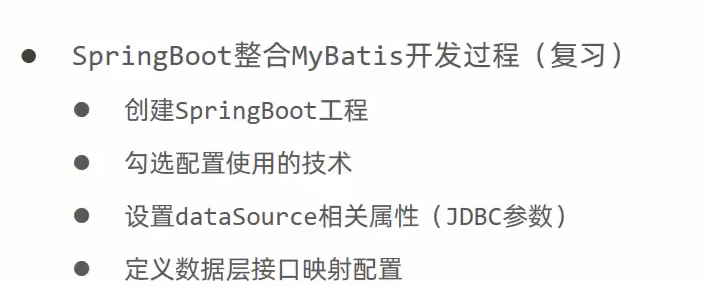 SpringBoot整合MyBatis开发过程（复习）
创建SpringBoot工程
勾选配置使用的技术
设置dataSource相关属性（JDBC参数）
定义数据层接口映射配置